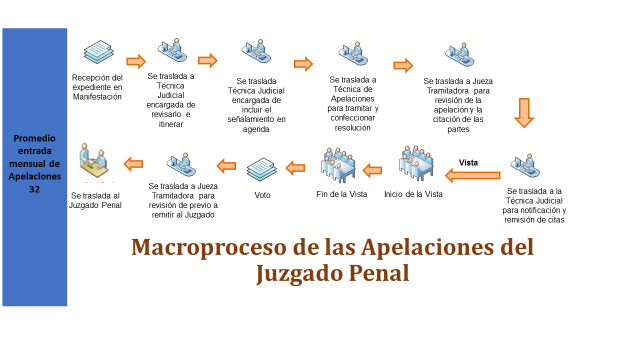 Promedio
entrada
mensual de
Apelaciones
32
Recepción del
expediente en
Manifestación
Se traslada a
Técnica
Judicial
encargada de
revisarlo e
itinerar
Se traslada
Técnica Judicial
encargada de
incluir el
señalamiento en
agenda
Se traslada a
Técnica de
Apelaciones
para tramitar y
confeccionar
resolución
Se traslada a Jueza
Tramitadora para
revisión de la
apelación y la
citación de las
partes
Se traslada a la
Técnica Judicial
para notificación y
remisión de citas
Vista
Inicio de la Vista
Fin de la Vista
Voto
Se traslada a Jueza
Tramitadora para
revisión de previo a
remitir al Juzgado
Se traslada al
Juzgado Penal
Macroproceso de las Apelaciones del
Juzgado Penal